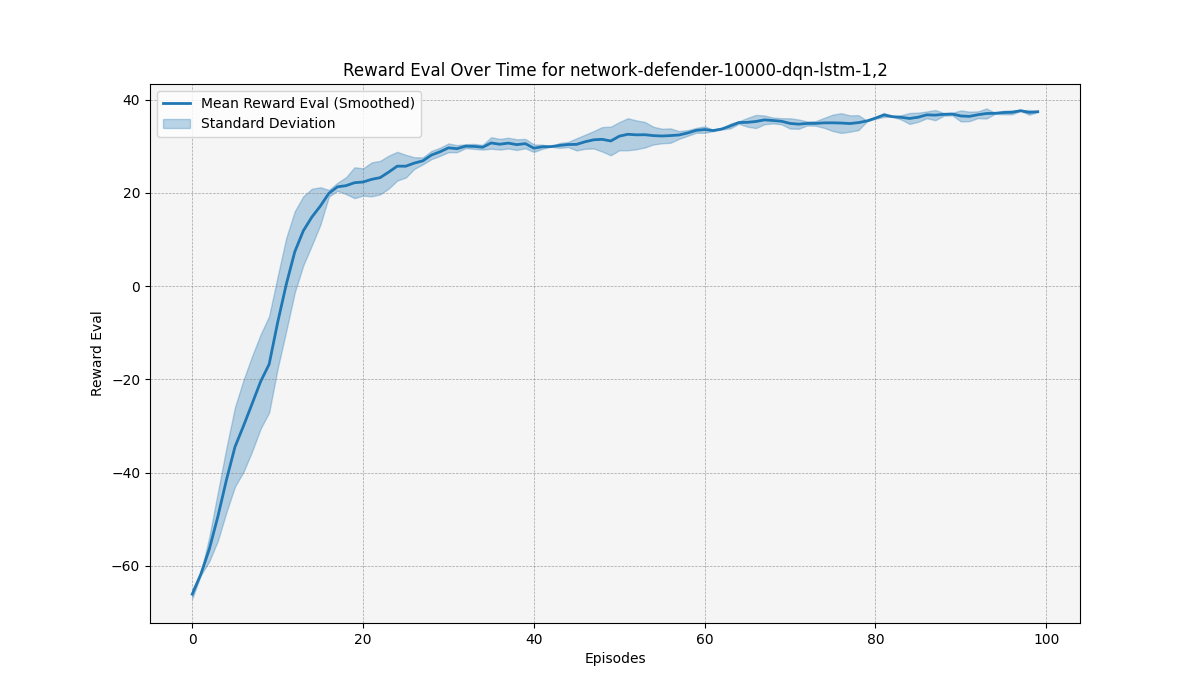 Reward Eval Over Time for network-defender-10000-dqn-lstm-1,2
Mean Reward Eval (Smoothed)
Standard Deviation
Reward Eval
40
20
0
−20
−40
−60
0 20 40 60 80 100
Episodes